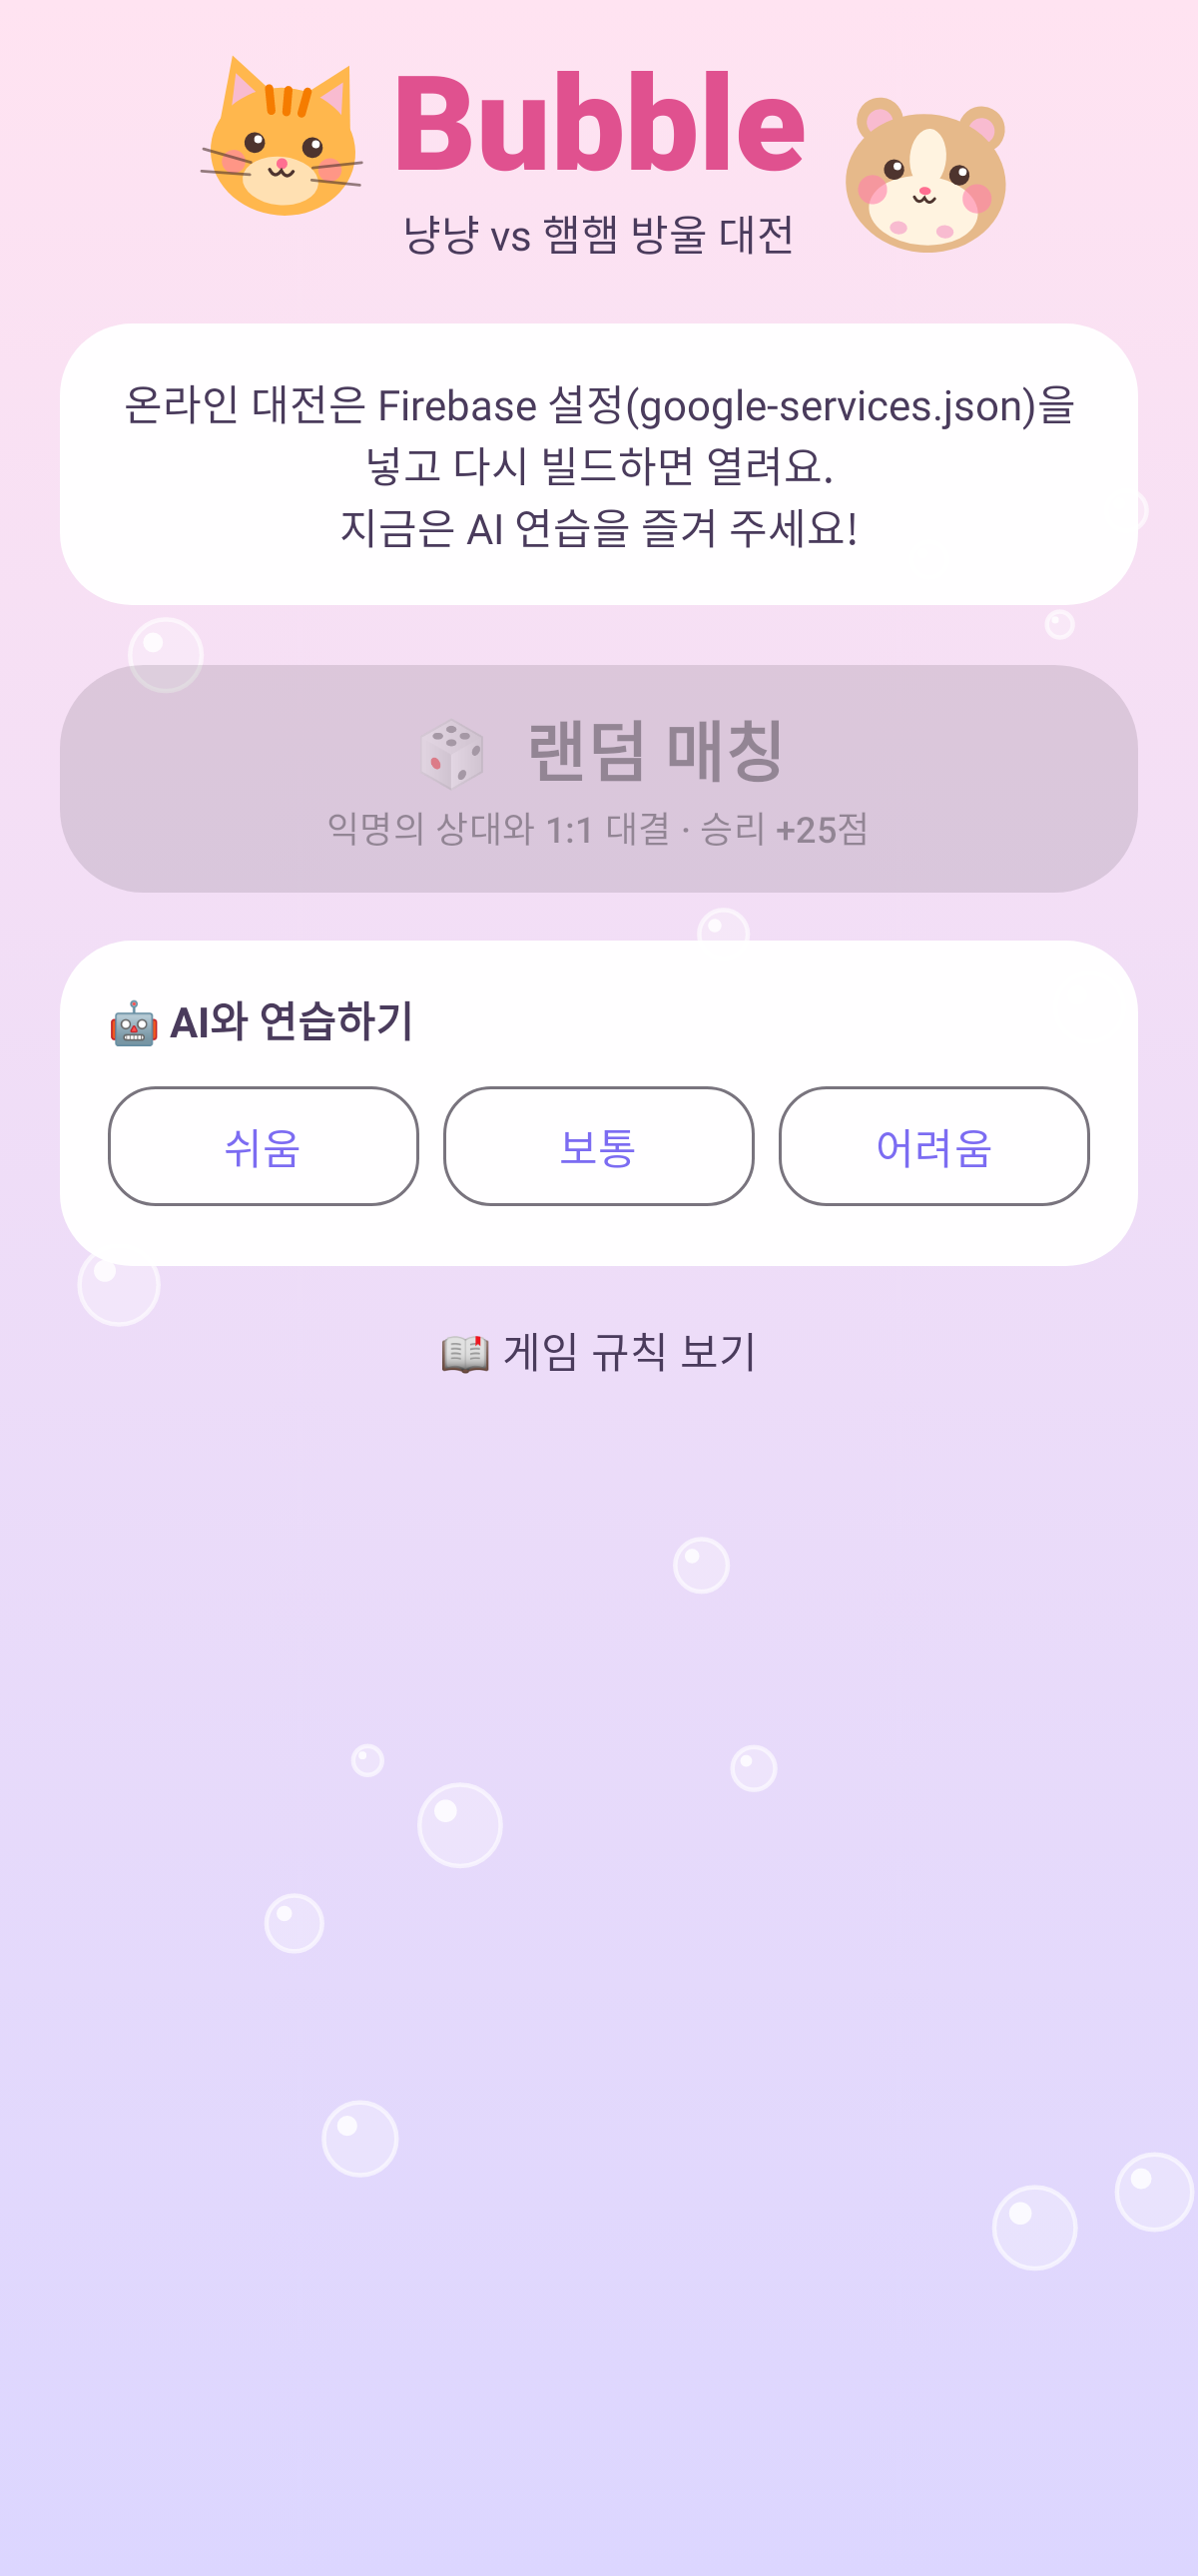 Bubble
냥냥 vs 햄햄 방울 대전
온라인 대전은 Firebase 설정(google-services.json)을
넣고 다시 빌드하면 열려요.
지금은 AI 연습을 즐겨 주세요!
🎲 랜덤 매칭
익명의 상대와 1:1 대결 · 승리 +25점
🤖 AI와 연습하기
쉬움 보통 어려움
📖 게임 규칙 보기